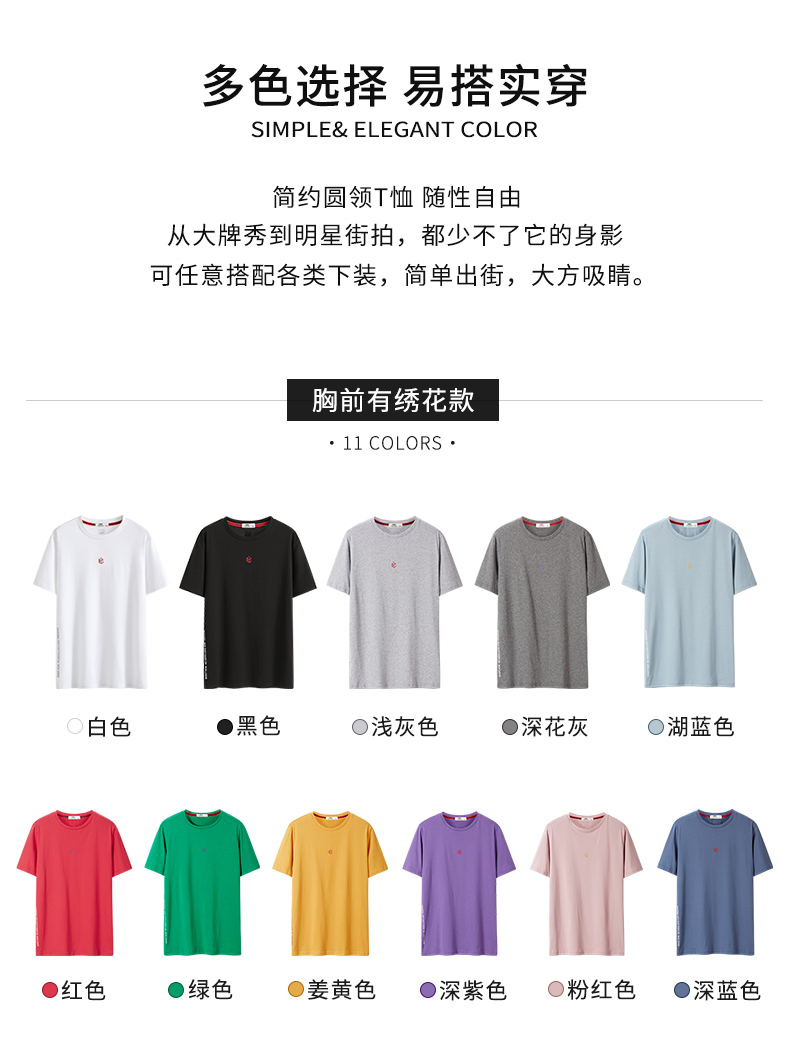 多色选择 易搭实穿
SIMPLE& ELEGANT COLOR
简约圆领T恤 随性自由
从大牌秀到明星街拍，都少不了它的身影
可任意搭配各类下装，简单出街，大方吸睛。
胸前有绣花款
· 11 COLORS ·
白色
黑色
浅灰色
深花灰
湖蓝色
红色
绿色
姜黄色
深紫色
粉红色
深蓝色